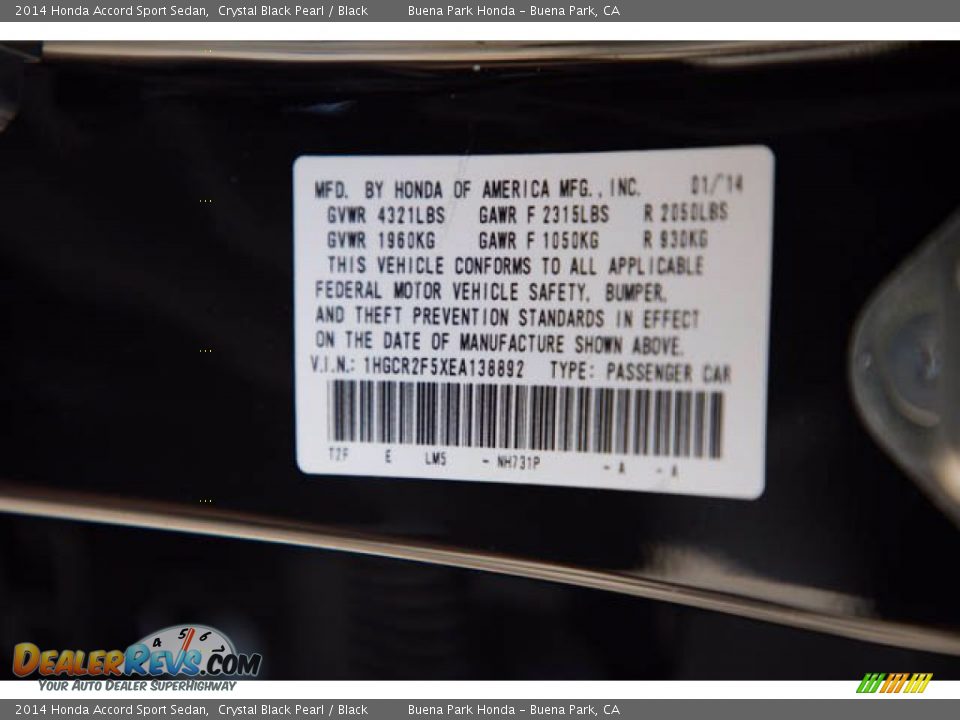 2014 Honda Accord Sport Sedan, Crystal Black Pearl / Black Buena Park Honda - Buena Park, CA
MFD. BY HONDA OF AMERICA MFG., INC. 01/'14
GVWR 4321LBS GAWR F 2315LBS R 2050LBS
GVWR 1960KG GAWR F 1050KG R 930KG
THIS VEHICLE CONFORMS TO ALL APPLICABLE
FEDERAL MOTOR VEHICLE SAFETY, BUMPER,
AND THEFT PREVENTION STANDARDS IN EFFECT
ON THE DATE OF MANUFACTURE SHOWN ABOVE.
V.I.N.: 1HGCR2F5XEA138892 TYPE: PASSENGER CAR
T2F E LM5 - NH731P - A - A
4 5 6
DEALERREVS.COM
YOUR AUTO DEALER SUPERHIGHWAY
2014 Honda Accord Sport Sedan, Crystal Black Pearl / Black Buena Park Honda - Buena Park, CA